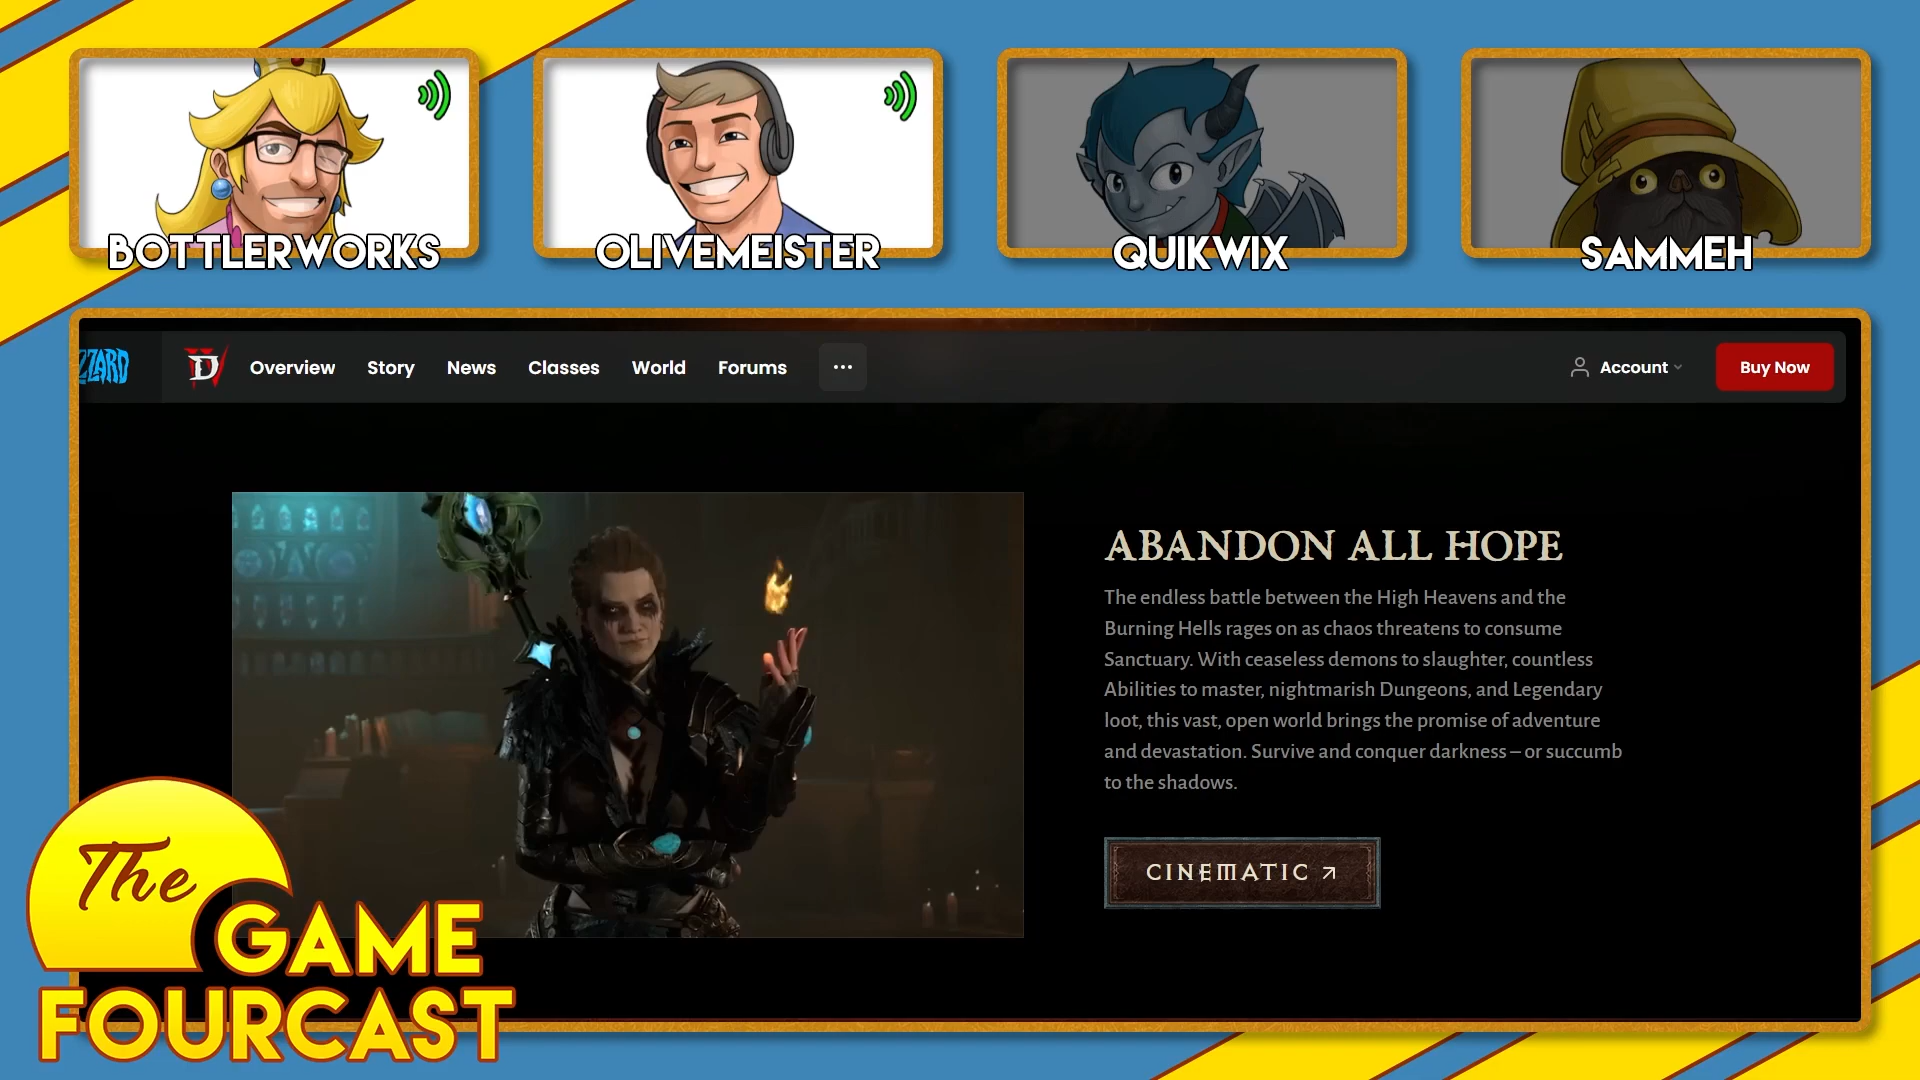 BOTTLERWORKS
OLIVEMEISTER
QUIKWIX
SAMMEH
ZZARD
D IV
Overview
Story
News
Classes
World
Forums
Account
Buy Now
ABANDON ALL HOPE
The endless battle between the High Heavens and the
Burning Hells rages on as chaos threatens to consume
Sanctuary. With ceaseless demons to slaughter, countless
Abilities to master, nightmarish Dungeons, and Legendary
loot, this vast, open world brings the promise of adventure
and devastation. Survive and conquer darkness – or succumb
to the shadows.
CINEMATIC
The
GAME
FOURCAST